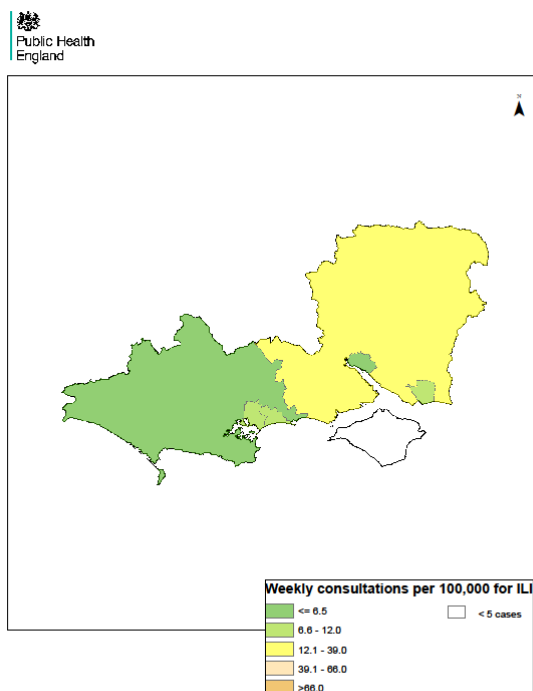 Public Health
England
N
Weekly consultations per 100,000 for ILI
<= 6.5
< 5 cases
6.6 - 12.0
12.1 - 39.0
39.1 - 66.0
>66.0